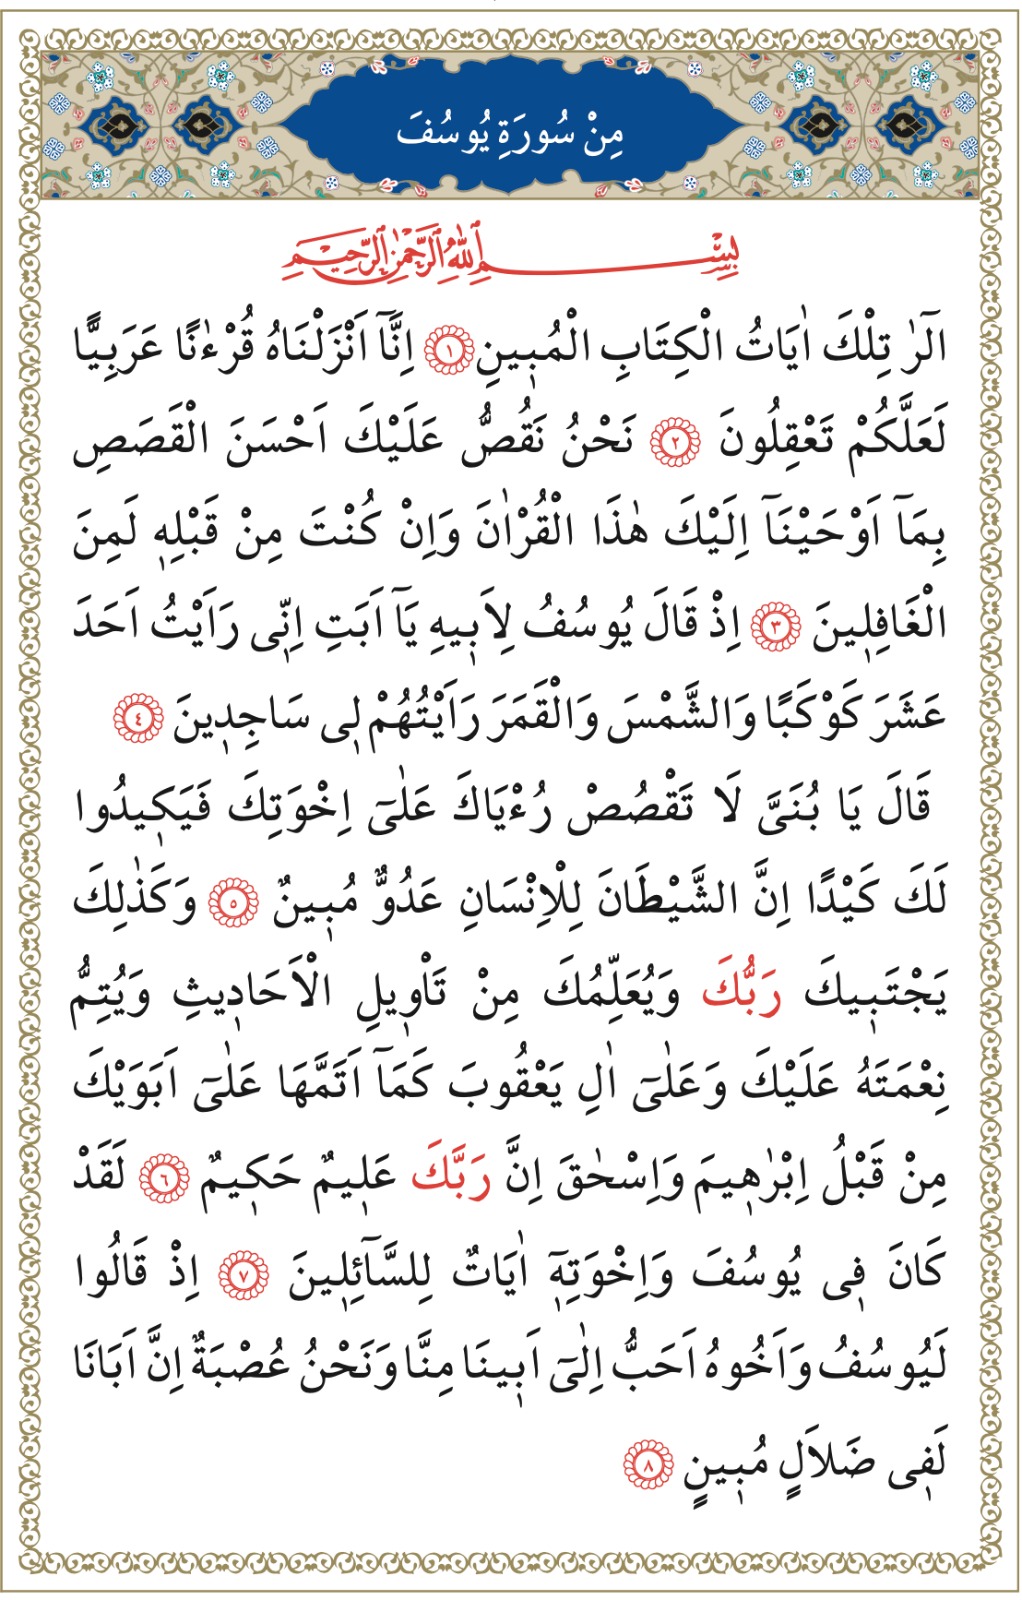 مِنْ سُورَةِ يُوسُفَ
بِسْمِ اللّٰهِ الرَّحْمٰنِ الرَّحِيمِ
الٓرٰ تِلْكَ اٰيَاتُ الْكِتَابِ الْمُبٖينِ ﴿١﴾ اِنَّٓا اَنْزَلْنَاهُ قُرْءٰنًا عَرَبِيًّا
لَعَلَّكُمْ تَعْقِلُونَ ﴿٢﴾ نَحْنُ نَقُصُّ عَلَيْكَ اَحْسَنَ الْقَصَصِ
بِمَٓا اَوْحَيْنَٓا اِلَيْكَ هٰذَا الْقُرْاٰنَ وَاِنْ كُنْتَ مِنْ قَبْلِهٖ لَمِنَ
الْغَافِلٖينَ ﴿٣﴾ اِذْ قَالَ يُوسُفُ لِاَبٖيهِ يَٓا اَبَتِ اِنّٖى رَاَيْتُ اَحَدَ
عَشَرَ كَوْكَبًا وَالشَّمْسَ وَالْقَمَرَ رَاَيْتُهُمْ لٖى سَاجِدٖينَ ﴿٤﴾
قَالَ يَا بُنَىَّ لَا تَقْصُصْ رُءْيَاكَ عَلٰٓى اِخْوَتِكَ فَيَكٖيدُوا
لَكَ كَيْدًا اِنَّ الشَّيْطَانَ لِلْاِنْسَانِ عَدُوٌّ مُبٖينٌ ﴿٥﴾ وَكَذٰلِكَ
يَجْتَبٖيكَ رَبُّكَ وَيُعَلِّمُكَ مِنْ تَاْوٖيلِ الْاَحَادٖيثِ وَيُتِمُّ
نِعْمَتَهُ عَلَيْكَ وَعَلٰٓى اٰلِ يَعْقُوبَ كَمَٓا اَتَمَّهَا عَلٰٓى اَبَوَيْكَ
مِنْ قَبْلُ اِبْرٰهٖيمَ وَاِسْحٰقَ اِنَّ رَبَّكَ عَلٖيمٌ حَكٖيمٌ ﴿٦﴾ لَقَدْ
كَانَ فٖى يُوسُفَ وَاِخْوَتِهٖٓ اٰيَاتٌ لِلسَّٓائِلٖينَ ﴿٧﴾ اِذْ قَالُوا
لَيُوسُفُ وَاَخُوهُ اَحَبُّ اِلٰٓى اَبٖينَا مِنَّا وَنَحْنُ عُصْبَةٌ اِنَّ اَبَانَا
لَفٖى ضَلاَلٍ مُبٖينٍ ﴿٨﴾